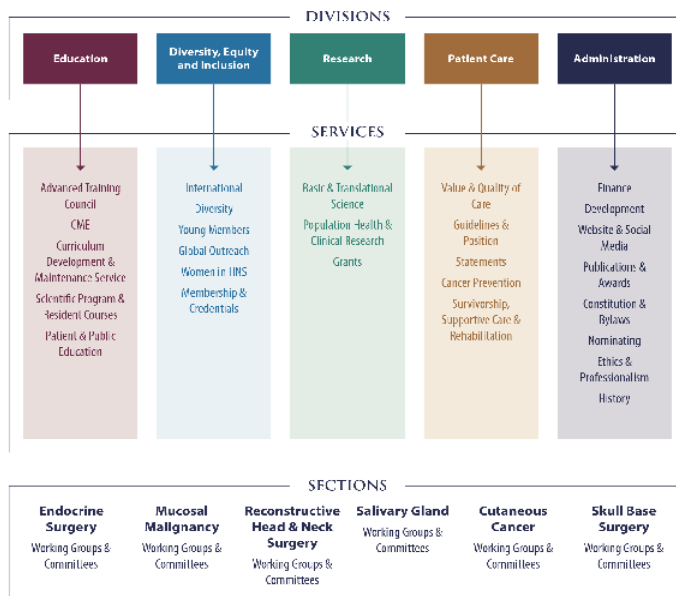 DIVISIONS
Education
Diversity, Equity
and Inclusion
Research
Patient Care
Administration
SERVICES
Advanced Training
Council
CME
Curriculum
Development &
Maintenance Service
Scientific Program &
Resident Courses
Patient & Public
Education
International
Diversity
Young Members
Global Outreach
Women in HNS
Membership &
Credentials
Basic & Translational
Science
Population Health &
Clinical Research
Grants
Value & Quality of
Care
Guidelines &
Position
Statements
Cancer Prevention
Survivorship,
Supportive Care &
Rehabilitation
Finance
Development
Website & Social
Media
Publications &
Awards
Constitution &
Bylaws
Nominating
Ethics &
Professionalism
History
SECTIONS
Endocrine
Surgery
Working Groups &
Committees
Mucosal
Malignancy
Working Groups &
Committees
Reconstructive
Head & Neck
Surgery
Working Groups &
Committees
Salivary Gland
Working Groups &
Committees
Cutaneous
Cancer
Working Groups &
Committees
Skull Base
Surgery
Working Groups &
Committees